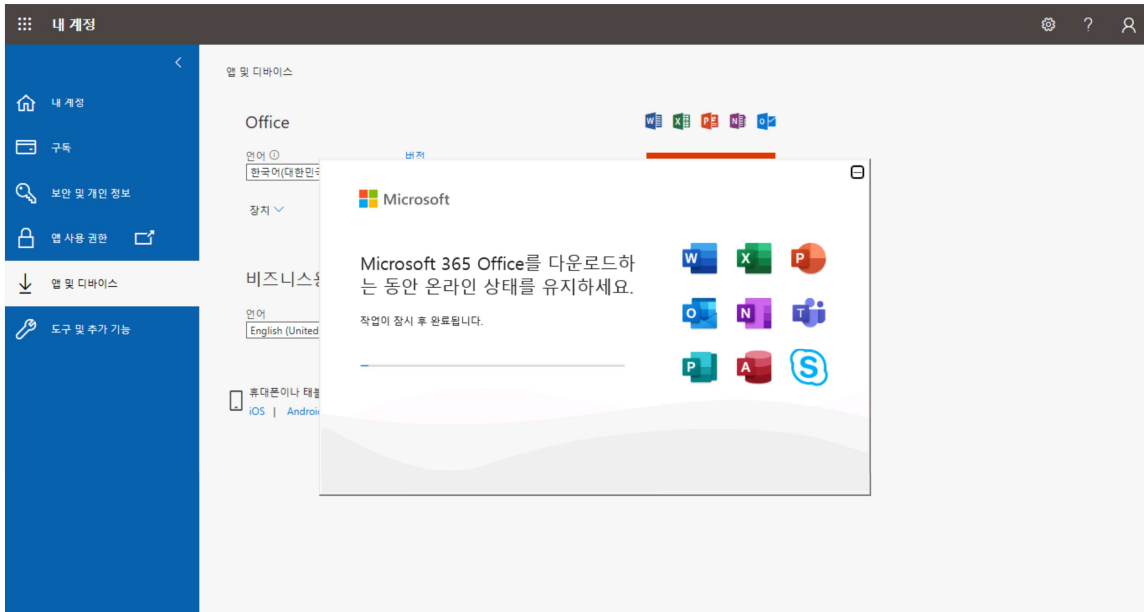 내 계정
?
내 계정
구독
보안 및 개인 정보
앱 사용 권한
앱 및 디바이스
도구 및 추가 기능
앱 및 디바이스
Office
언어
버전
한국어(대한민국
장치
비즈니스용
언어
English (United
휴대폰이나 태블
iOS | Android
Microsoft
Microsoft 365 Office를 다운로드하
는 동안 온라인 상태를 유지하세요.
작업이 잠시 후 완료됩니다.